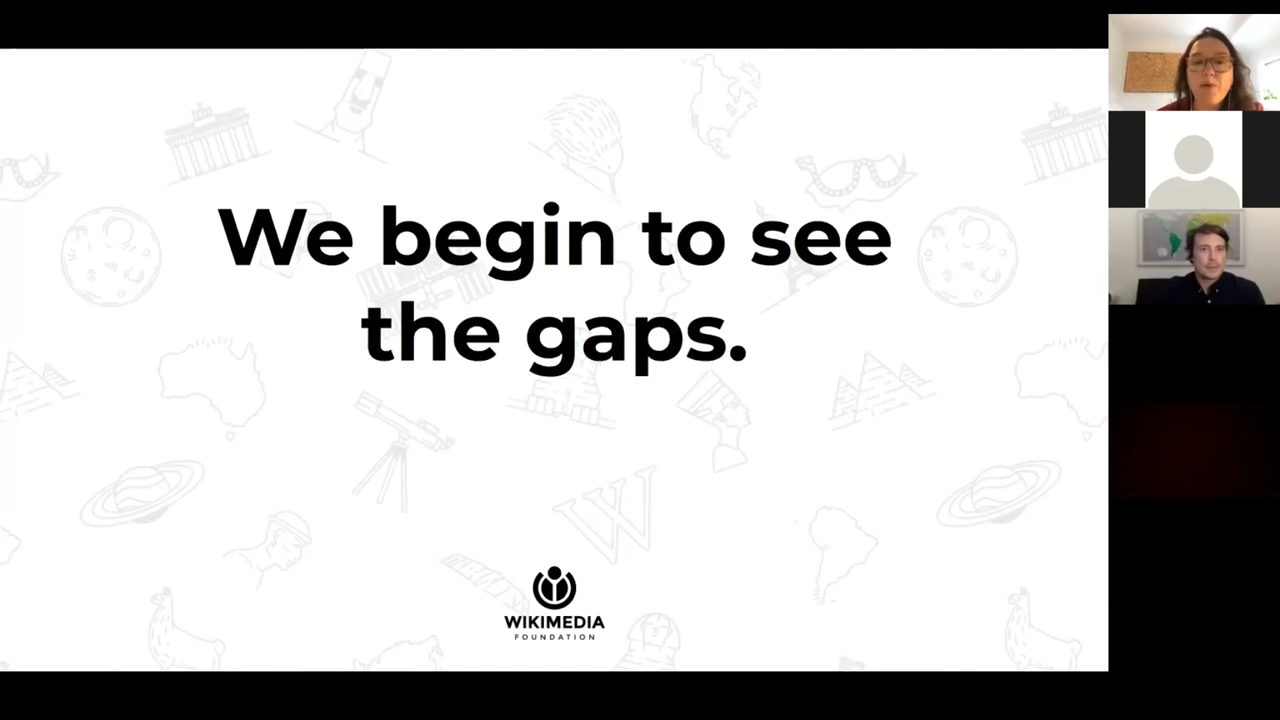 We begin to see
the gaps.
W
WIKIMEDIA
FOUNDATION